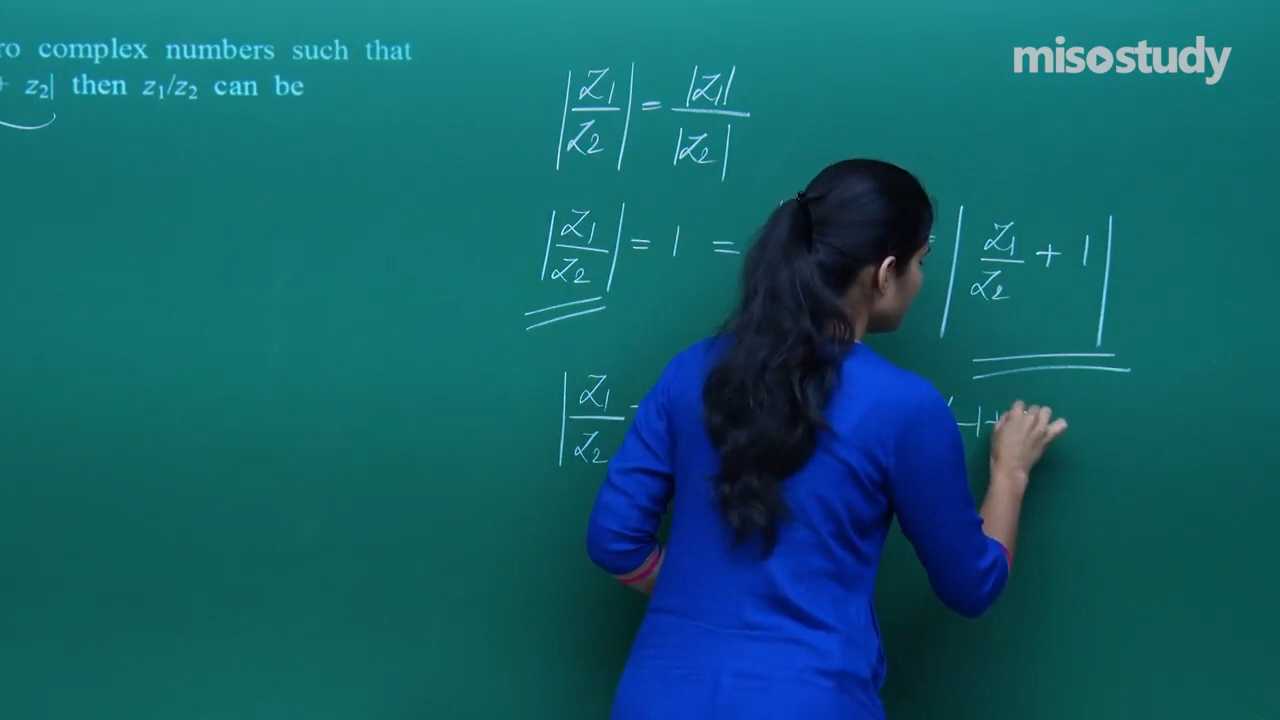 ro complex numbers such that
+ z₂| then z₁/z₂ can be
misostudy
|Z₁/Z₂| = |Z₁|/|Z₂|
|Z₁/Z₂| = 1 = = |Z₁/Z₂ + 1|
|Z₁/Z₂ - 1 +